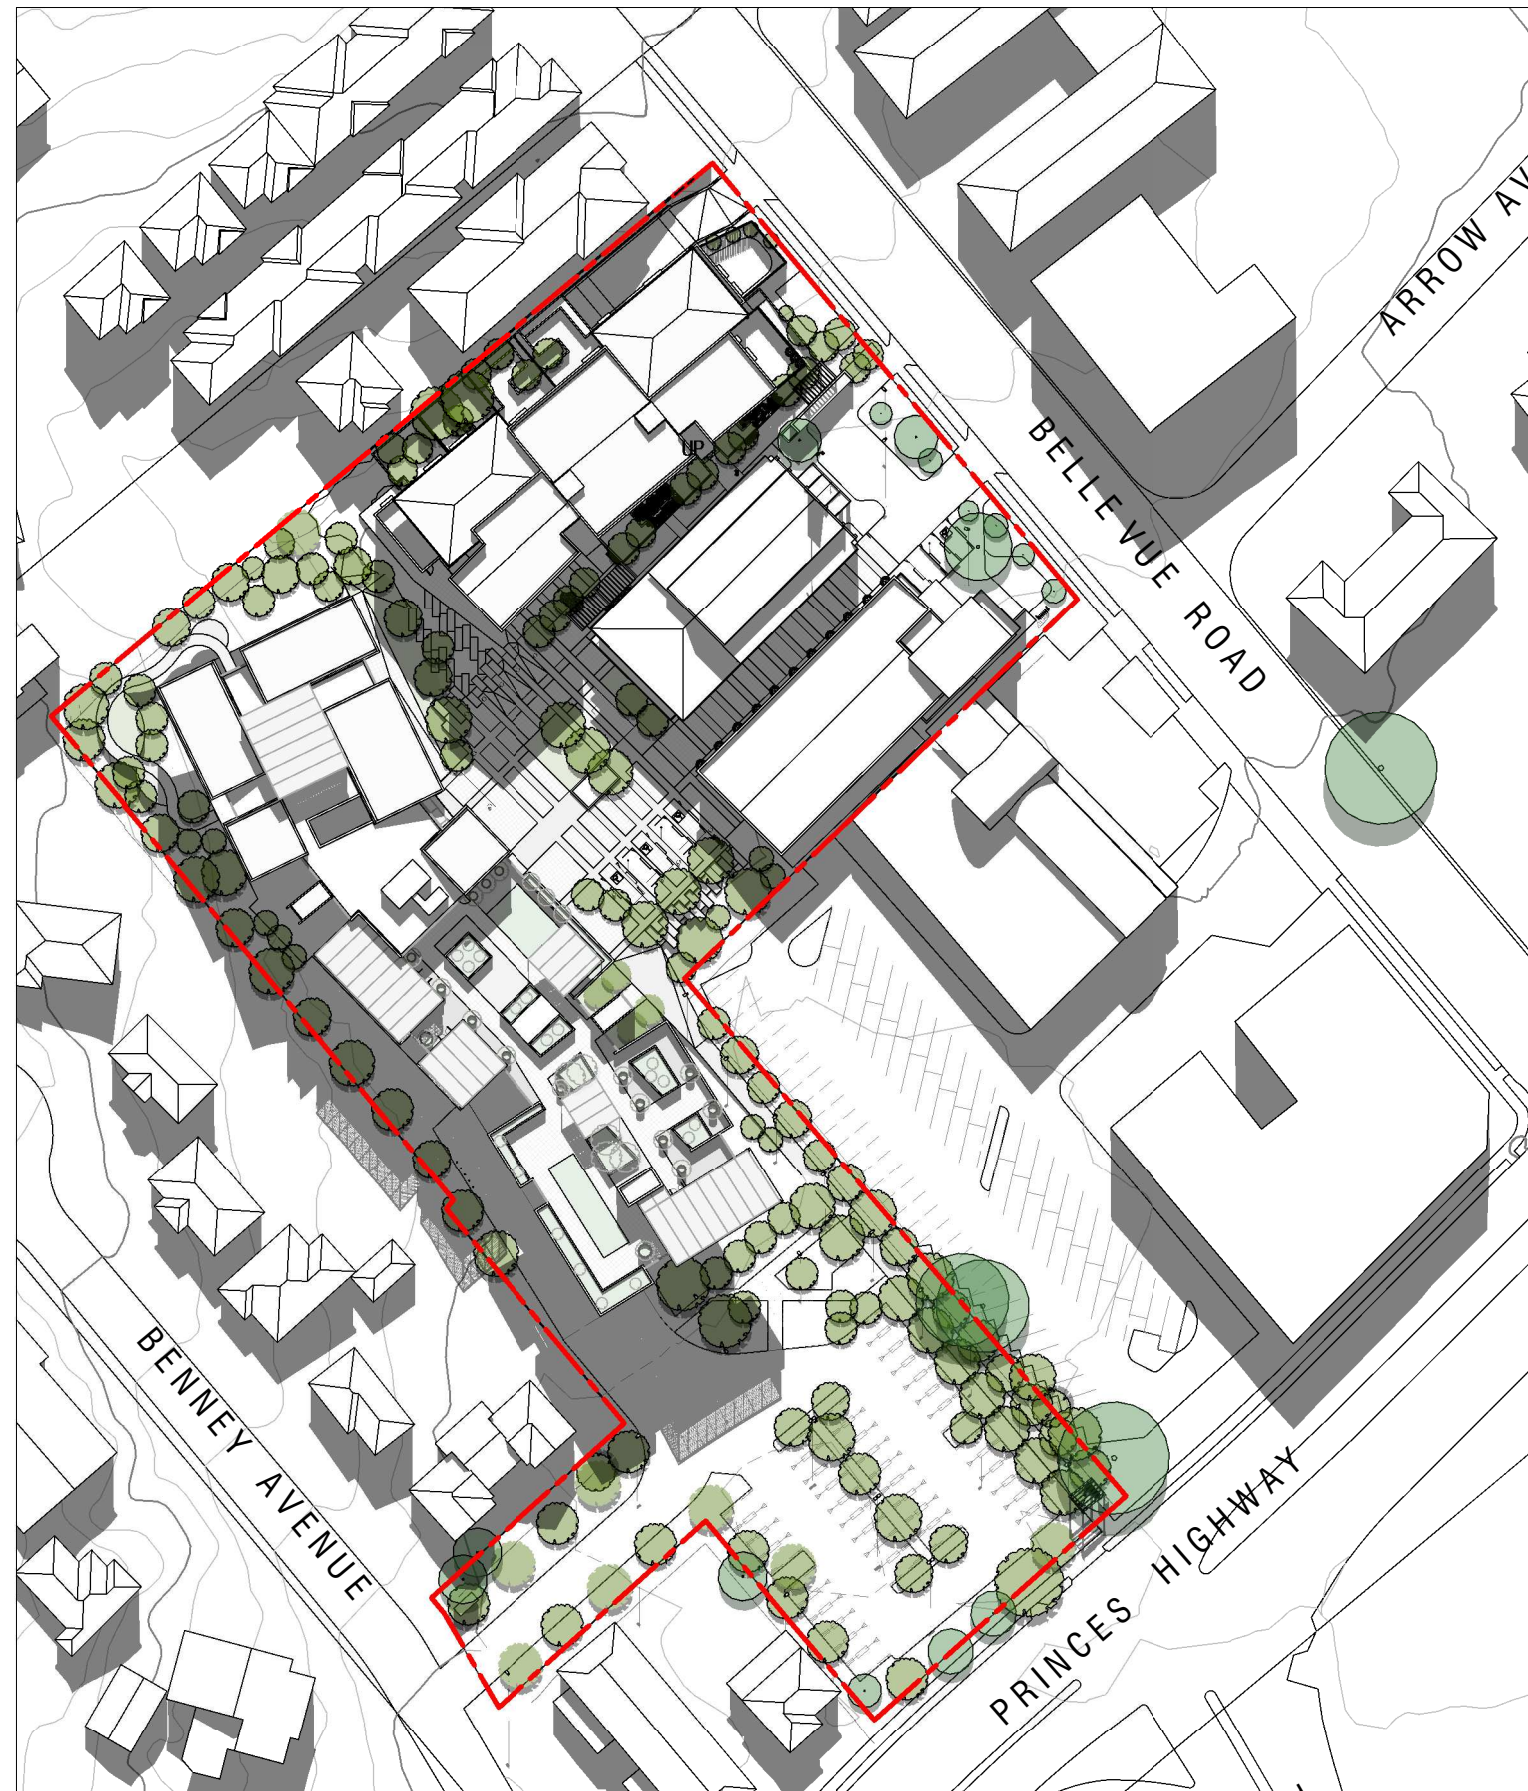 ARROW AV
UP
BELLEVUE ROAD
BENNEY AVENUE
PRINCES HIGHWAY